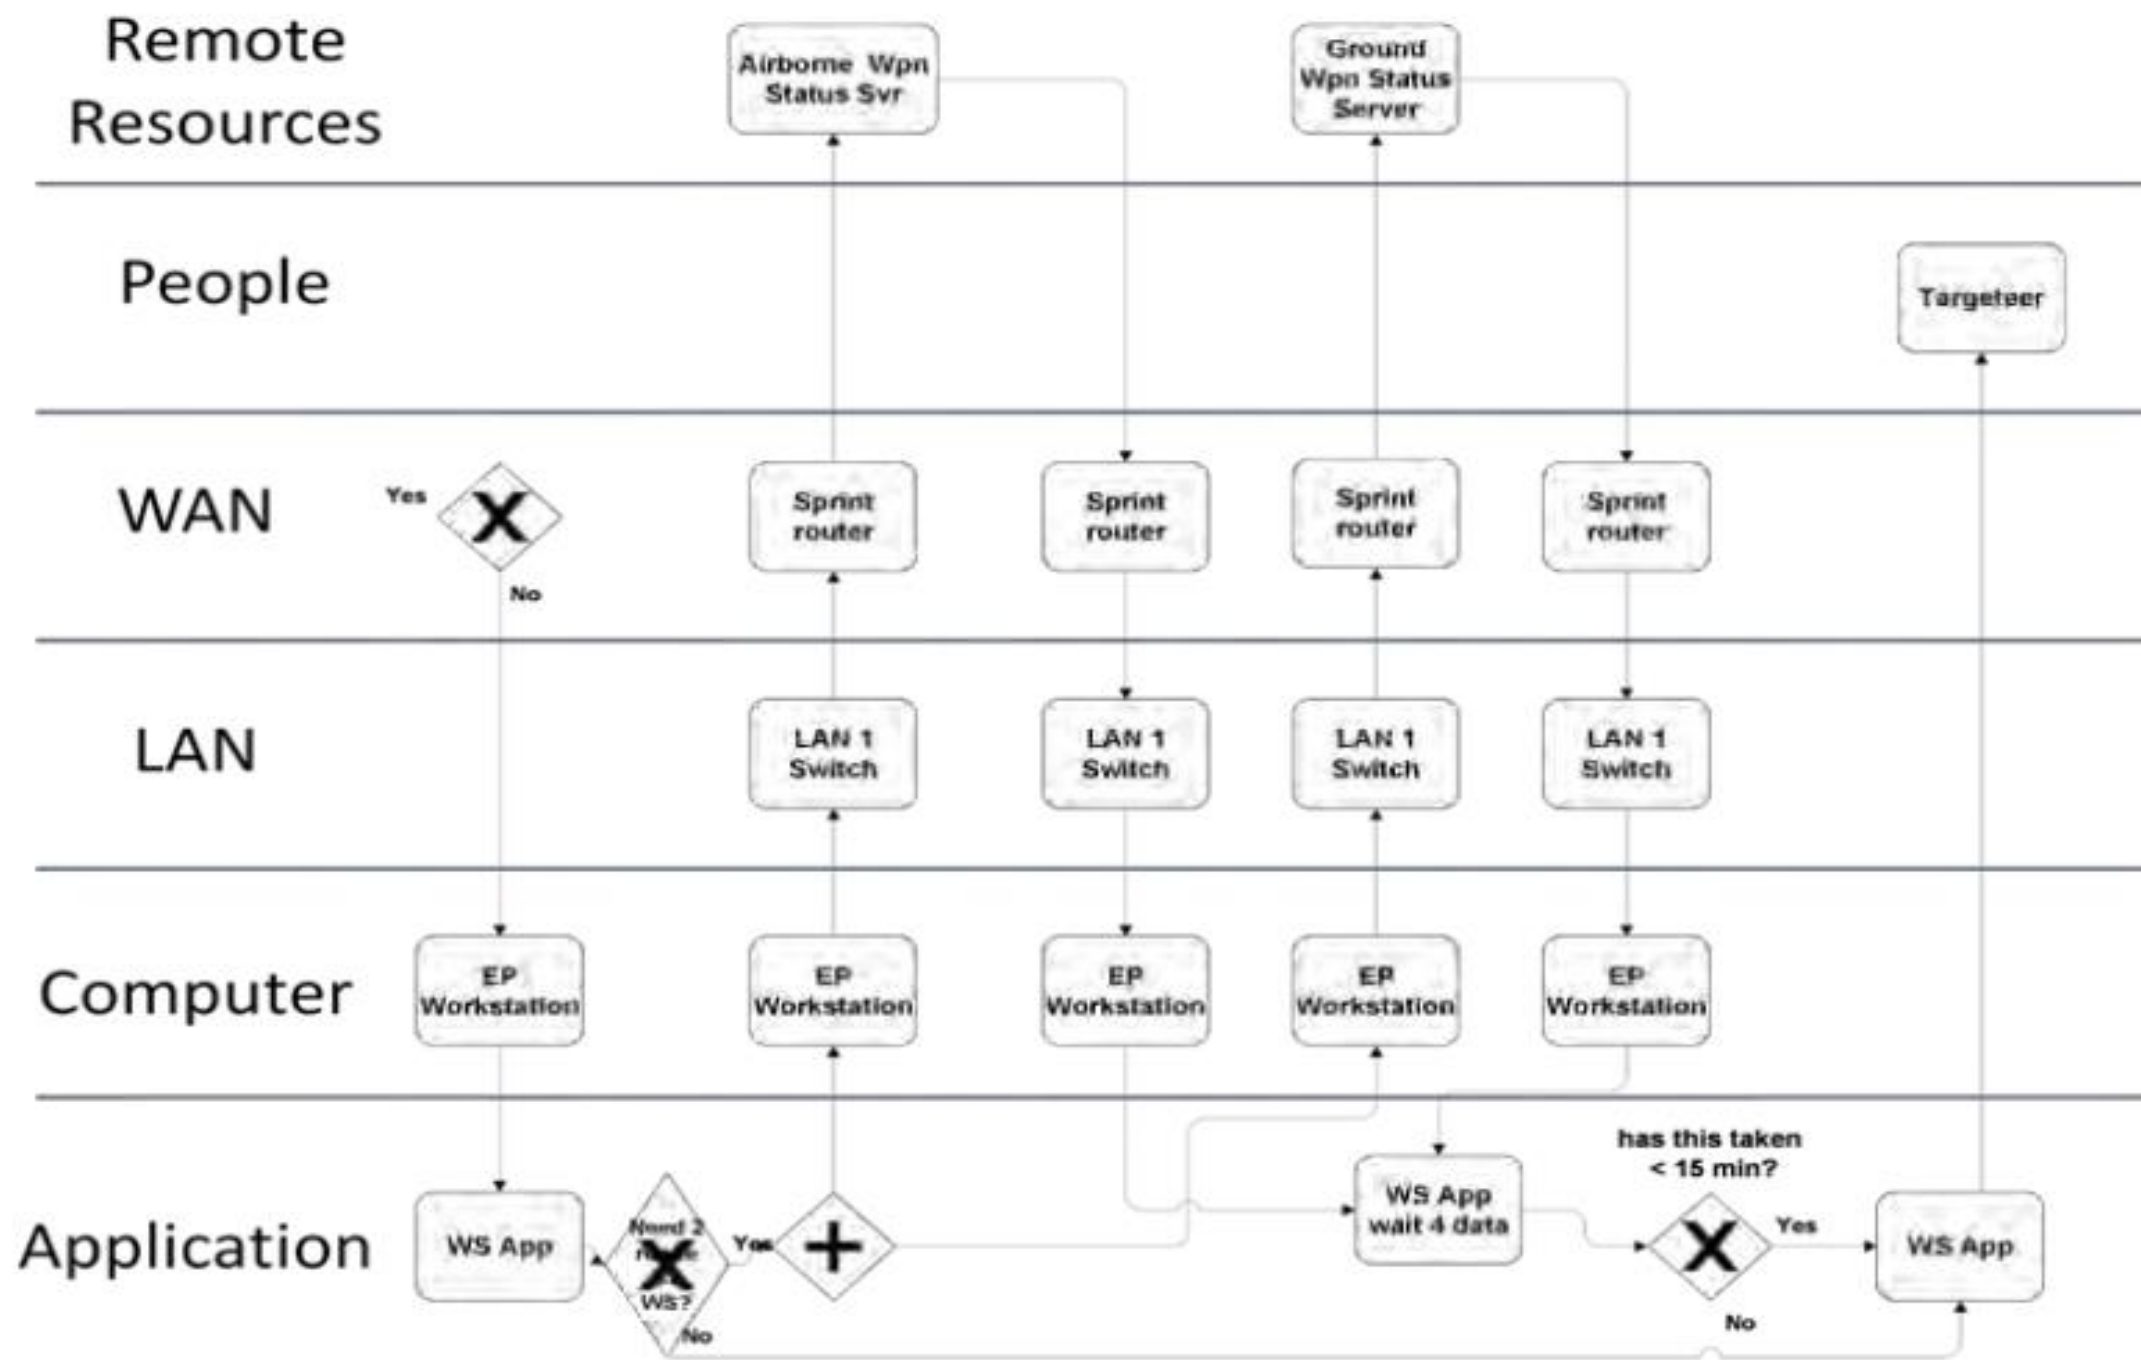 Remote
Resources
Airborne Wpn
Status Svr
Ground
Wpn Status
Server
People
Targeteer
WAN
Yes
No
Sprint
router
Sprint
router
Sprint
router
Sprint
router
LAN
LAN 1
Switch
LAN 1
Switch
LAN 1
Switch
LAN 1
Switch
Computer
EP
Workstation
EP
Workstation
EP
Workstation
EP
Workstation
EP
Workstation
Application
WS App
Need 2
WS?
Yes
No
WS App
wait 4 data
has this taken
< 15 min?
Yes
No
WS App